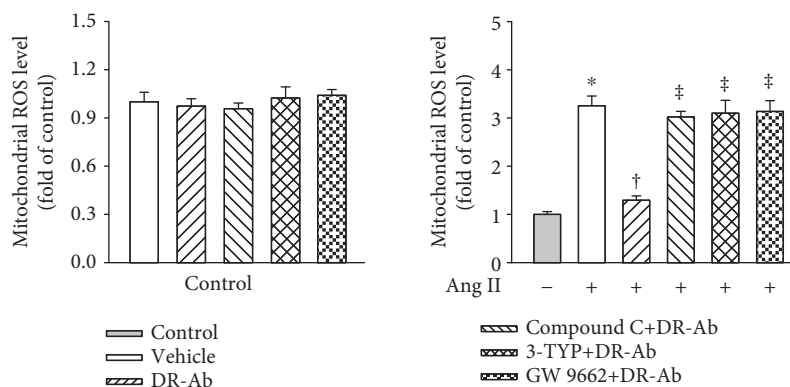 Mitochondrial ROS level
(fold of control)
1.5
1.2
0.9
0.6
0.3
0.0
Control
Mitochondrial ROS level
(fold of control)
5
4
3
2
1
0
*
†
‡
‡
‡
Ang II − + + + + +
Control
Vehicle
DR-Ab
Compound C+DR-Ab
3-TYP+DR-Ab
GW 9662+DR-Ab